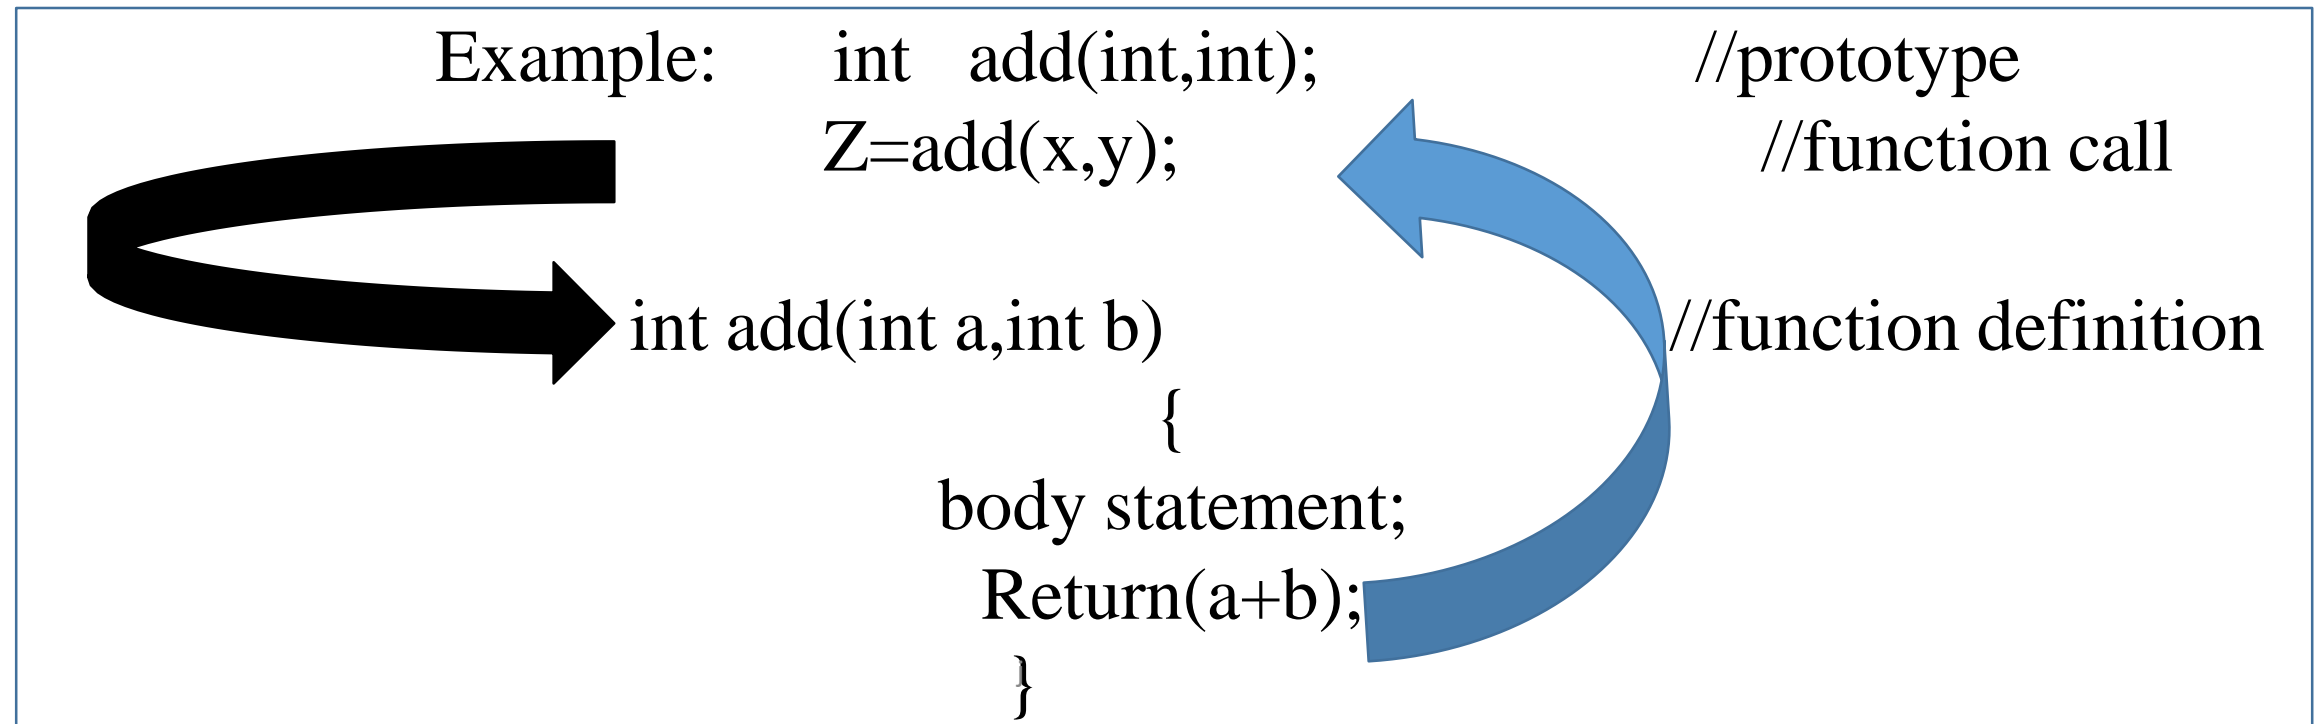 Example: int add(int,int); //prototype
Z=add(x,y); //function call
int add(int a,int b) //function definition
{
body statement;
Return(a+b);
}